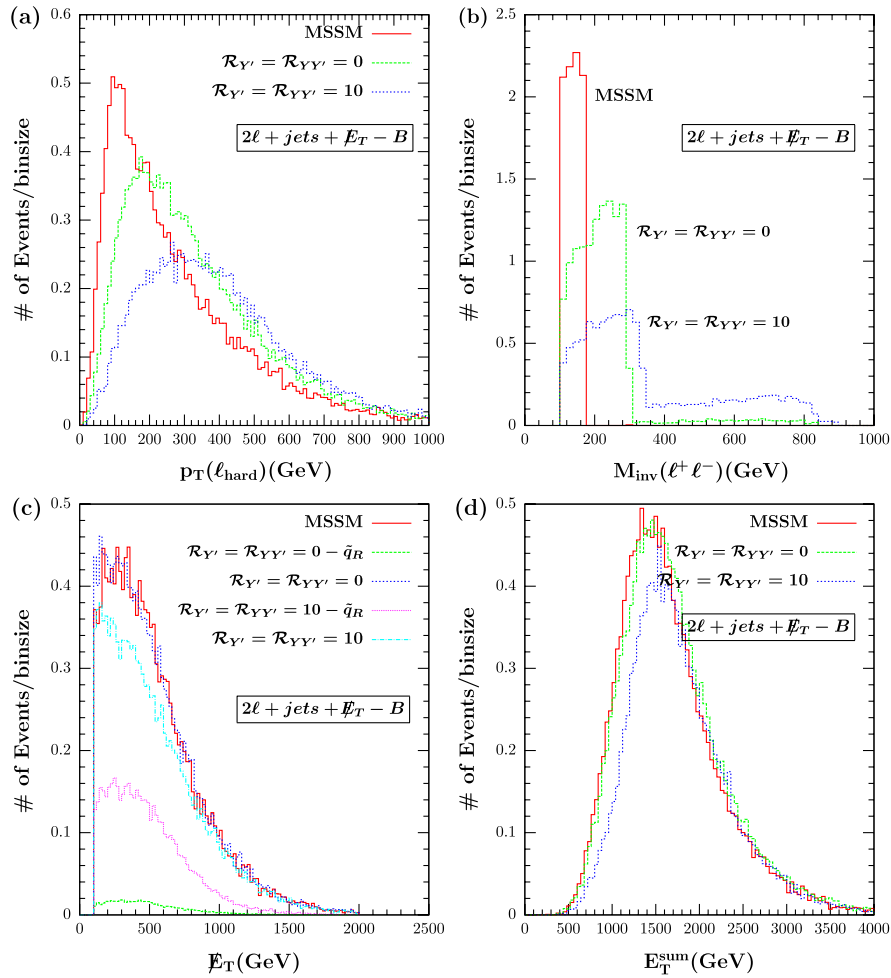 (a)
0.6
0.5
0.4
0.3
0.2
0.1
0
# of Events/binsize
MSSM
𝓡_{Y′} = 𝓡_{YY′} = 0
𝓡_{Y′} = 𝓡_{YY′} = 10
2ℓ + jets + E̸_T − B
0 100 200 300 400 500 600 700 800 900 1000
p_T(ℓ_hard)(GeV)
(b)
2.5
2
1.5
1
0.5
0
# of Events/binsize
MSSM
2ℓ + jets + E̸_T − B
𝓡_{Y′} = 𝓡_{YY′} = 0
𝓡_{Y′} = 𝓡_{YY′} = 10
0 200 400 600 800 1000
M_inv(ℓ⁺ℓ⁻)(GeV)
(c)
0.5
0.4
0.3
0.2
0.1
0
# of Events/binsize
MSSM
𝓡_{Y′} = 𝓡_{YY′} = 0 − q̃_R
𝓡_{Y′} = 𝓡_{YY′} = 0
𝓡_{Y′} = 𝓡_{YY′} = 10 − q̃_R
𝓡_{Y′} = 𝓡_{YY′} = 10
2ℓ + jets + E̸_T − B
0 500 1000 1500 2000 2500
E̸_T(GeV)
(d)
0.5
0.4
0.3
0.2
0.1
0
# of Events/binsize
MSSM
𝓡_{Y′} = 𝓡_{YY′} = 0
𝓡_{Y′} = 𝓡_{YY′} = 10
2ℓ + jets + E̸_T − B
0 500 1000 1500 2000 2500 3000 3500 4000
E_T^sum(GeV)